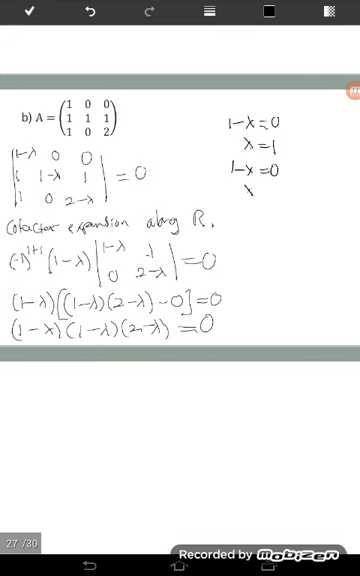 b) A = (1 0 0
1 1 1
1 0 2)
|1-λ 0 0
1 1-λ 1
1 0 2-λ| = 0
Cofactor expansion along R,
(-1)^{1+1} (1-λ) |1-λ 1
0 2-λ| = 0
(1-λ)[(1-λ)(2-λ) - 0] = 0
(1-λ)(1-λ)(2-λ) = 0
1-λ = 0
λ = 1
1-λ = 0
27 /30
Recorded by mobizen